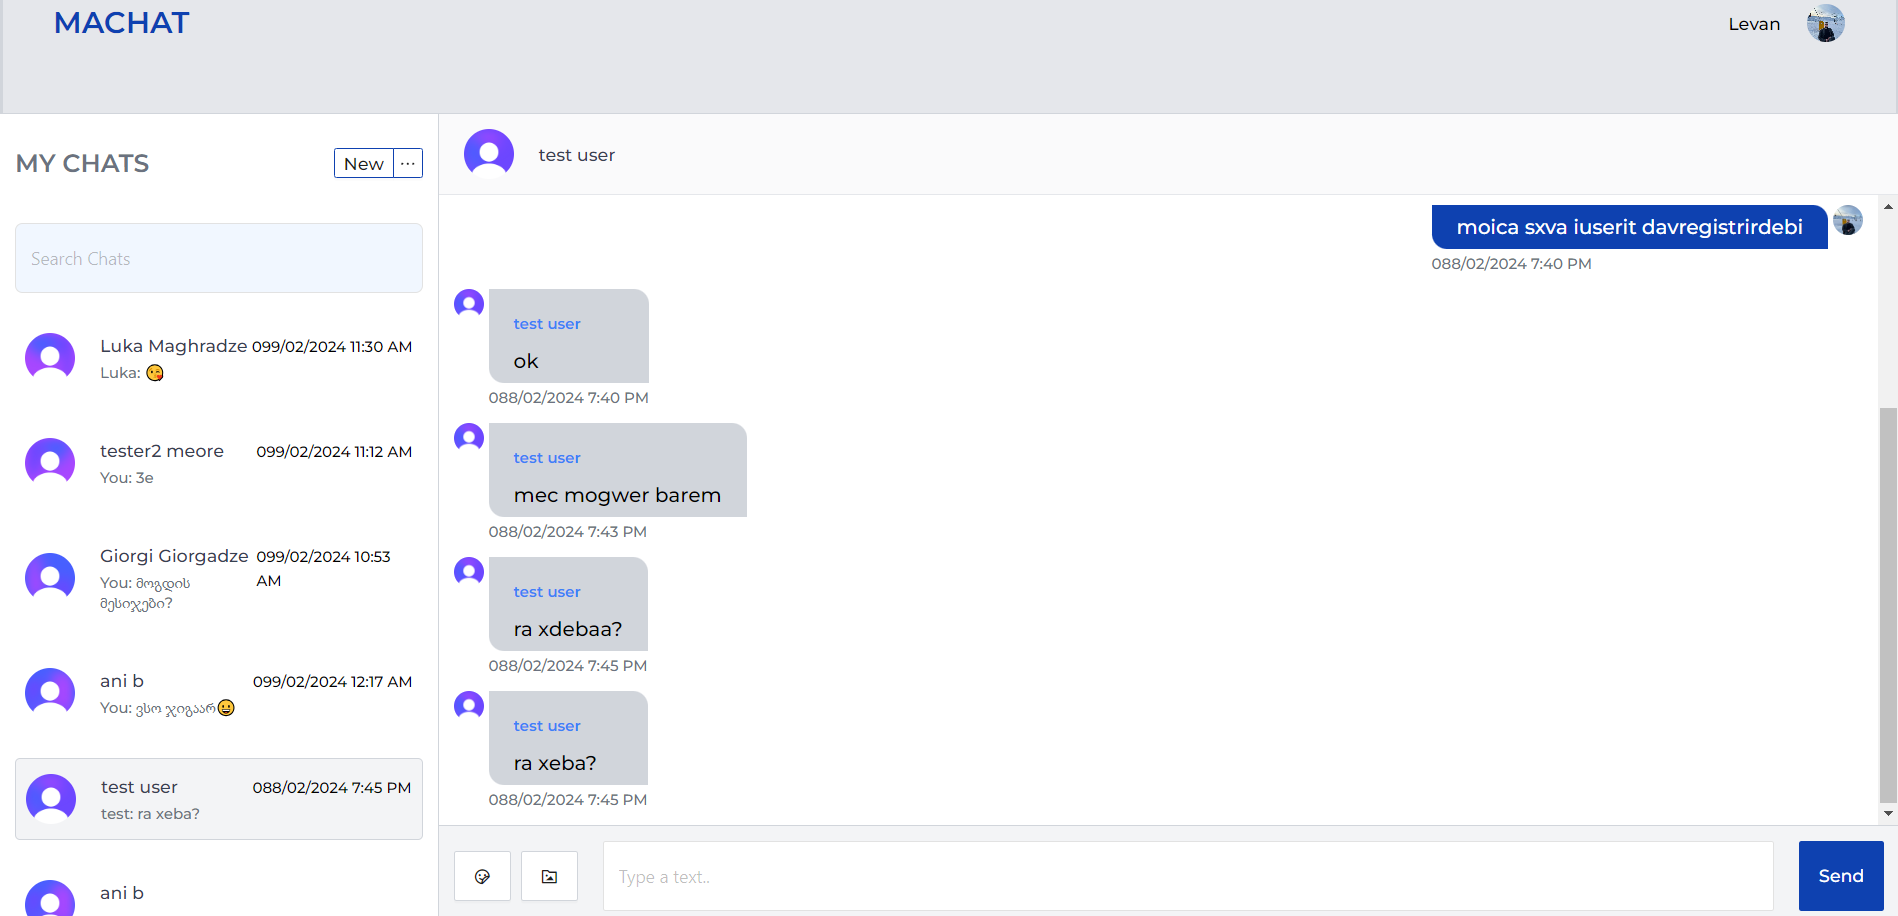 MACHAT
Levan
MY CHATS
New
...
Search Chats
Luka Maghradze 099/02/2024 11:30 AM
Luka: 😘
tester2 meore 099/02/2024 11:12 AM
You: 3e
Giorgi Giorgadze 099/02/2024 10:53
AM
You: მოგდის
მესიჯები?
ani b 099/02/2024 12:17 AM
You: ვსო ჯიგაარ😀
test user 088/02/2024 7:45 PM
test: ra xeba?
ani b
test user
moica sxva iuserit davregistrirdebi
088/02/2024 7:40 PM
test user
ok
088/02/2024 7:40 PM
test user
mec mogwer barem
088/02/2024 7:43 PM
test user
ra xdebaa?
088/02/2024 7:45 PM
test user
ra xeba?
088/02/2024 7:45 PM
Type a text..
Send